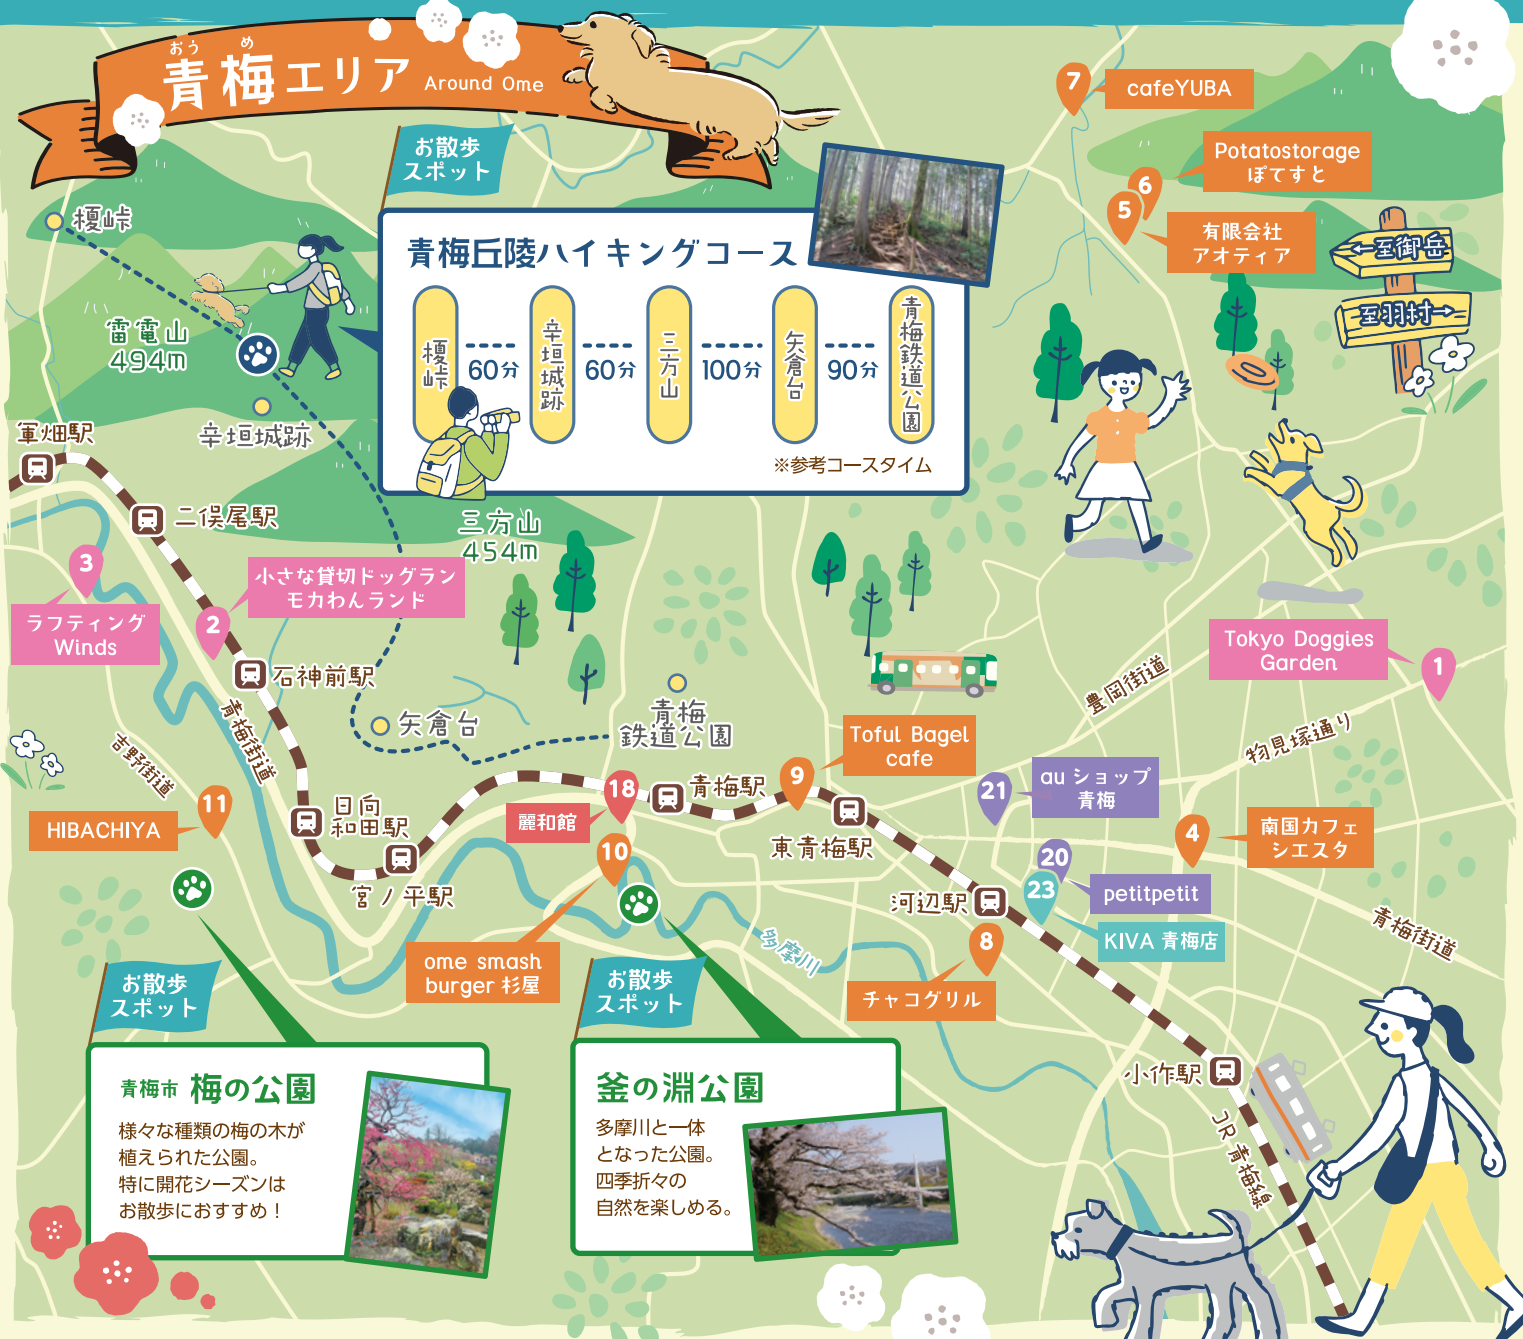 おうめ
青梅エリア Around Ome
お散歩
スポット
青梅丘陵ハイキングコース
榎峠
60分
辛垣城跡
60分
三方山
100分
矢倉台
90分
青梅鉄道公園
※参考コースタイム
7
cafeYUBA
6
Potatostorage
ぽてすと
5
有限会社
アオティア
←至御岳
至羽村→
榎峠
雷電山
494m
辛垣城跡
軍畑駅
二俣尾駅
三方山
454m
3
ラフティング
Winds
小さな貸切ドッグラン
モカわんランド
2
石神前駅
青梅街道
吉野街道
矢倉台
青梅
鉄道公園
Tokyo Doggies
Garden
1
豊岡街道
物見塚通り
Toful Bagel
cafe
9
18
麗和館
青梅駅
東青梅駅
21
au ショップ
青梅
4
南国カフェ
シエスタ
11
HIBACHIYA
日向
和田駅
宮ノ平駅
10
ome smash
burger 杉屋
20
petitpetit
23
KIVA 青梅店
河辺駅
8
チャコグリル
多摩川
青梅街道
小作駅
JR 青梅線
お散歩
スポット
青梅市 梅の公園
様々な種類の梅の木が
植えられた公園。
特に開花シーズンは
お散歩におすすめ！
お散歩
スポット
釜の淵公園
多摩川と一体
となった公園。
四季折々の
自然を楽しめる。